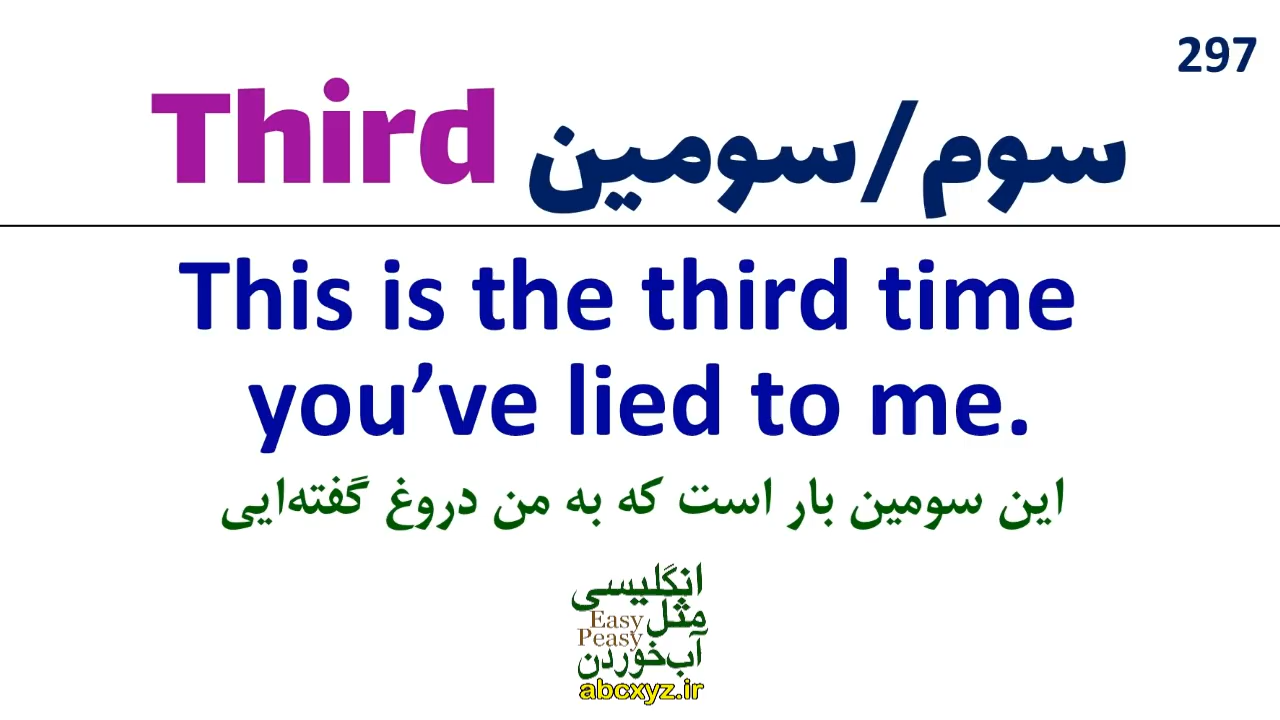 297
Third سوم/سومین
This is the third time
you’ve lied to me.
این سومین بار است که به من دروغ گفته‌ایی
انگلیسی
مثل
Easy
Peasy
آب‌خوردن
abcxyz.ir